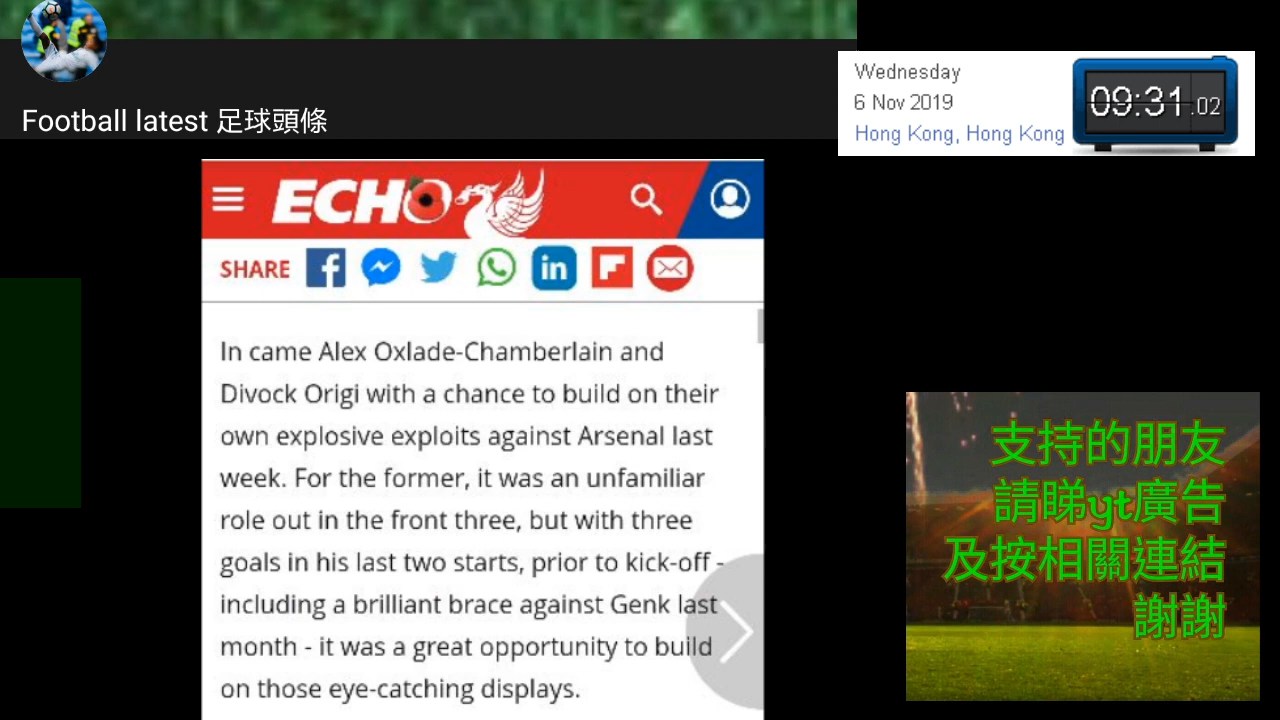 Football latest 足球頭條
Wednesday
6 Nov 2019
Hong Kong, Hong Kong
09:31.02
ECHO
SHARE
In came Alex Oxlade-Chamberlain and
Divock Origi with a chance to build on their
own explosive exploits against Arsenal last
week. For the former, it was an unfamiliar
role out in the front three, but with three
goals in his last two starts, prior to kick-off -
including a brilliant brace against Genk last
month - it was a great opportunity to build
on those eye-catching displays.
支持的朋友
請睇yt廣告
及按相關連結
謝謝